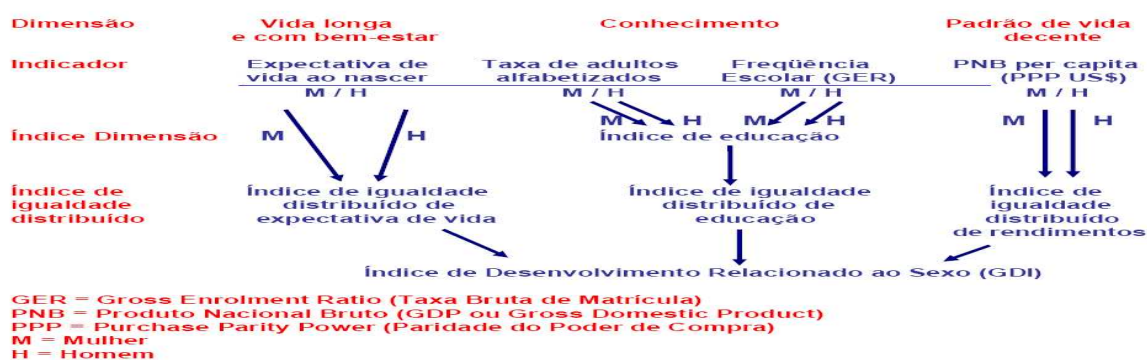 Dimensão Vida longa e com bem-estar Conhecimento Padrão de vida decente
Indicador Expectativa de vida ao nascer Taxa de adultos alfabetizados Freqüência Escolar (GER) PNB per capita (PPP US$)
M / H M / H M / H M / H
M H M H M H
Índice Dimensão Índice de educação
Índice de igualdade distribuído Índice de igualdade distribuído de expectativa de vida Índice de igualdade distribuído de educação Índice de igualdade distribuído de rendimentos
Índice de Desenvolvimento Relacionado ao Sexo (GDI)
GER = Gross Enrolment Ratio (Taxa Bruta de Matrícula)
PNB = Produto Nacional Bruto (GDP ou Gross Domestic Product)
PPP = Purchase Parity Power (Paridade do Poder de Compra)
M = Mulher
H = Homem